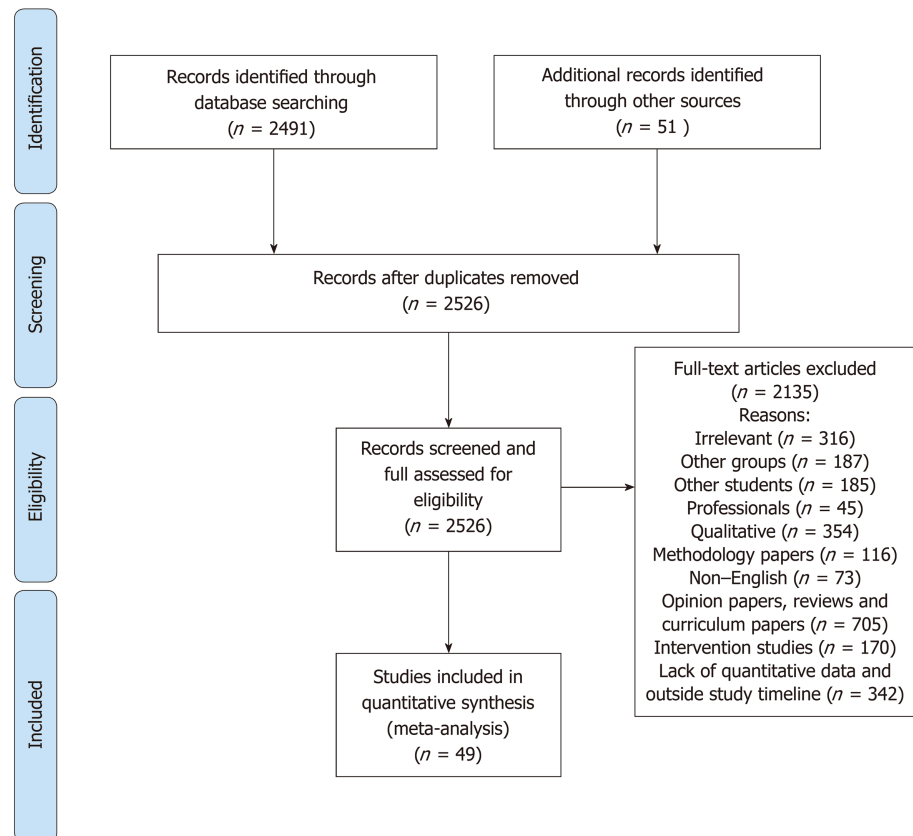 Identification
Records identified through
database searching
(n = 2491)
Additional records identified
through other sources
(n = 51 )
Screening
Records after duplicates removed
(n = 2526)
Eligibility
Records screened and
full assessed for
eligibility
(n = 2526)
Full-text articles excluded
(n = 2135)
Reasons:
Irrelevant (n = 316)
Other groups (n = 187)
Other students (n = 185)
Professionals (n = 45)
Qualitative (n = 354)
Methodology papers (n = 116)
Non–English (n = 73)
Opinion papers, reviews and
curriculum papers (n = 705)
Intervention studies (n = 170)
Lack of quantitative data and
outside study timeline (n = 342)
Included
Studies included in
quantitative synthesis
(meta-analysis)
(n = 49)